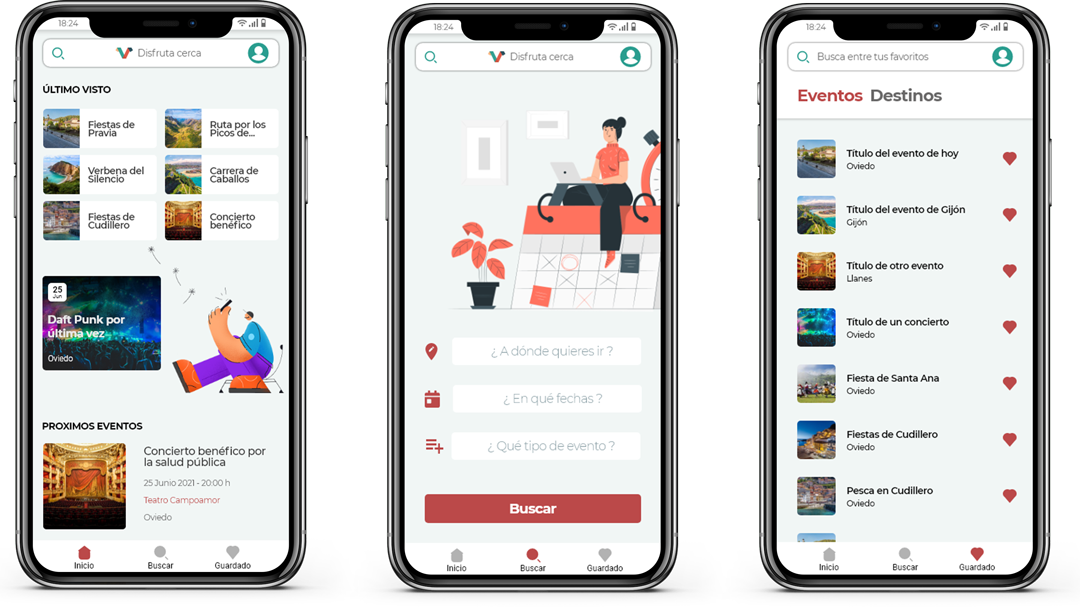 18:24
Disfruta cerca
ÚLTIMO VISTO
Fiestas de
Pravia
Ruta por los
Picos de...
Verbena del
Silencio
Carrera de
Caballos
Fiestas de
Cudillero
Concierto
benéfico
25
Jun
Daft Punk por
última vez
Oviedo
PROXIMOS EVENTOS
Concierto benéfico por
la salud pública
25 Junio 2021 - 20:00 h
Teatro Campoamor
Oviedo
Inicio
Buscar
Guardado
18:24
Disfruta cerca
¿ A dónde quieres ir ?
¿ En qué fechas ?
¿ Qué tipo de evento ?
Buscar
Inicio
Buscar
Guardado
18:24
Busca entre tus favoritos
Eventos Destinos
Título del evento de hoy
Oviedo
Título del evento de Gijón
Gijón
Título de otro evento
Llanes
Título de un concierto
Oviedo
Fiesta de Santa Ana
Oviedo
Fiestas de Cudillero
Oviedo
Pesca en Cudillero
Oviedo
Inicio
Buscar
Guardado